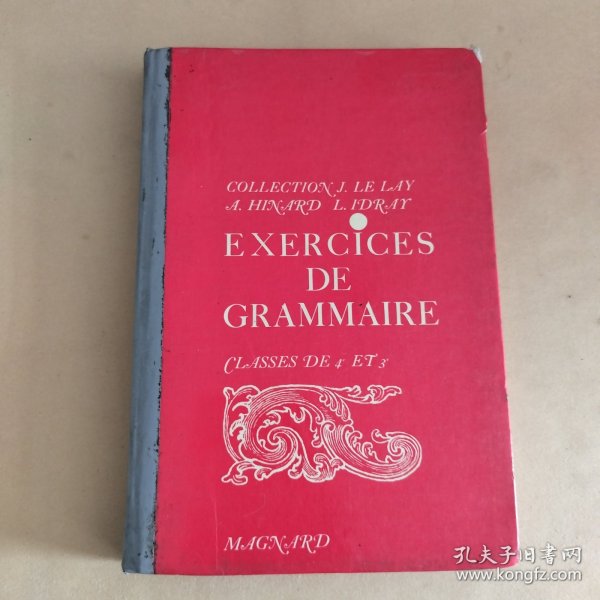 COLLECTION J. LE LAY
A. HINARD L. IDRAY
EXERCICES
DE
GRAMMAIRE
CLASSES DE 4e ET 3e
MAGNARD
孔夫子旧书网
www.kongfz.com